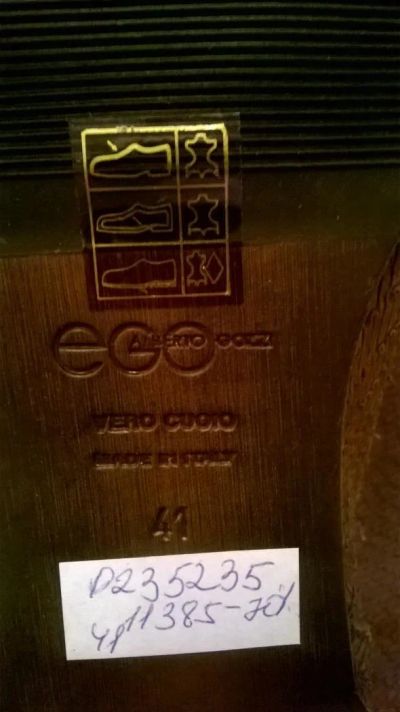 eGO ALBERTO GOZZI
VERO CUOIO
MADE IN ITALY
41
D235235
11385-70%
41